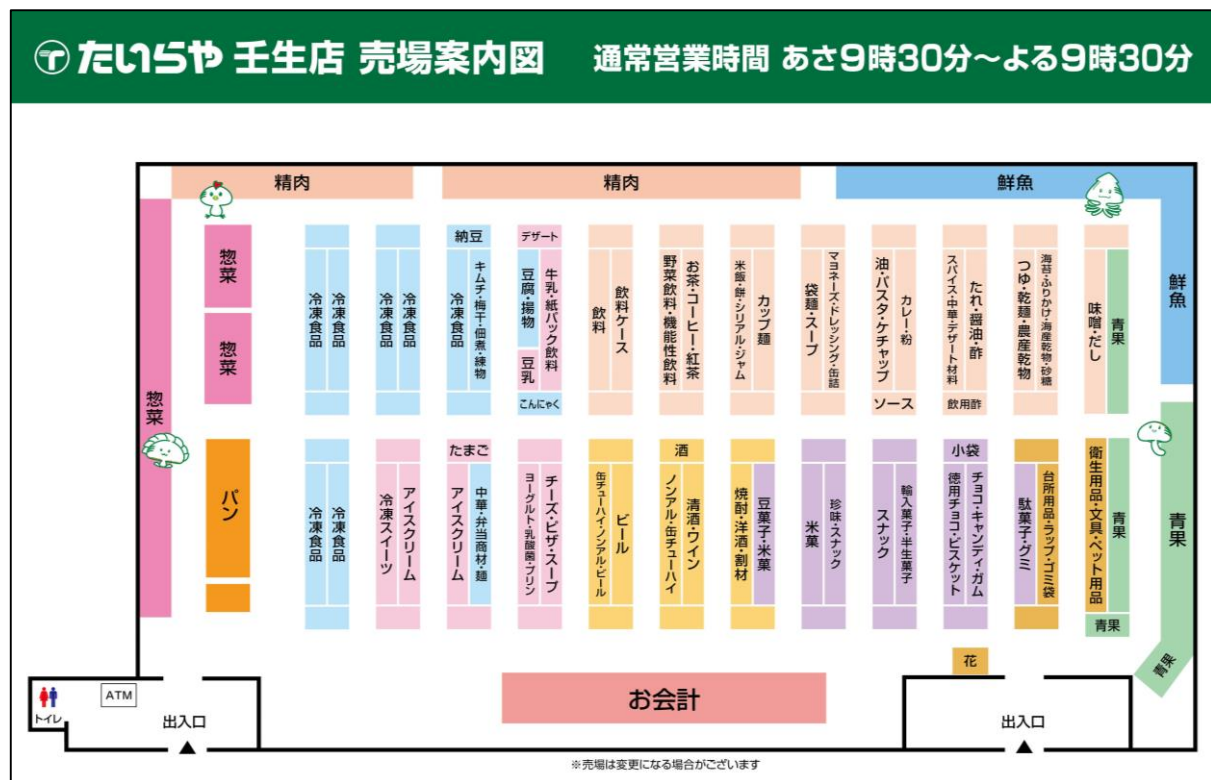 たいらや 壬生店 売場案内図 通常営業時間 あさ9時30分～よる9時30分
精肉
精肉
鮮魚
鮮魚
惣菜
惣菜
惣菜
冷凍食品
冷凍食品
冷凍食品
冷凍食品
納豆
冷凍食品
キムチ・梅干・佃煮・練物
デザート
豆腐・揚物
豆乳
牛乳・紙パック飲料
こんにゃく
飲料
飲料ケース
野菜飲料・機能性飲料
お茶・コーヒー・紅茶
米飯・餅・シリアル・ジャム
カップ麺
袋麺・スープ
マヨネーズ・ドレッシング・缶詰
油・パスタ・ケチャップ
カレー・粉
ソース
スパイス・中華・デザート材料
たれ・醤油・酢
飲用酢
つゆ・乾麺・農産乾物
海苔・ふりかけ・海産乾物・砂糖
味噌・だし
青果
パン
冷凍食品
冷凍食品
冷凍スイーツ
アイスクリーム
たまご
アイスクリーム
中華・弁当商材・麺
ヨーグルト・乳酸菌・プリン
チーズ・ピザ・スープ
缶チューハイ・ノンアル・ビール
ビール
酒
ノンアル・缶チューハイ
清酒・ワイン
焼酎・洋酒・割材
豆菓子・米菓
米菓
珍味・スナック
スナック
輸入菓子・半生菓子
小袋
徳用チョコ・ビスケット
チョコ・キャンディ・ガム
駄菓子・グミ
台所用品・ラップ・ゴミ袋
衛生用品・文具・ペット用品
青果
青果
青果
青果
花
お会計
トイレ
ATM
出入口
出入口
※売場は変更になる場合がございます